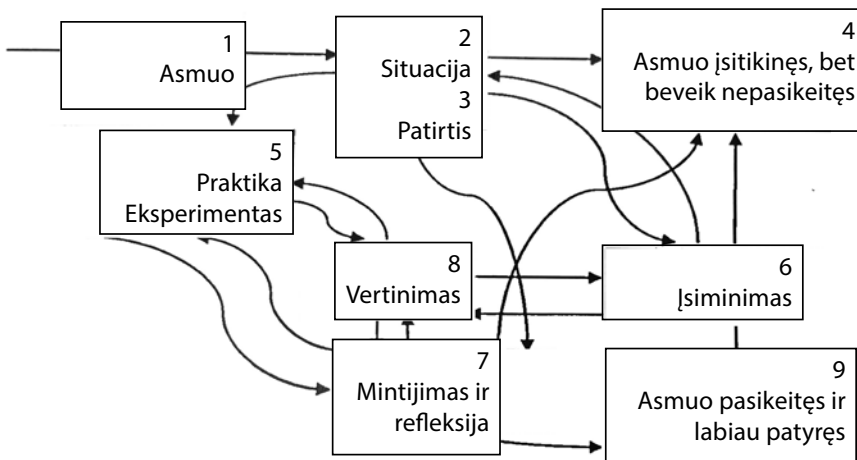 1
Asmuo
2
Situacija
3
Patirtis
4
Asmuo įsitikinęs, bet
beveik nepasikeitęs
5
Praktika
Eksperimentas
8
Vertinimas
6
Įsiminimas
7
Mintijimas ir
refleksija
9
Asmuo pasikeitęs ir
labiau patyręs